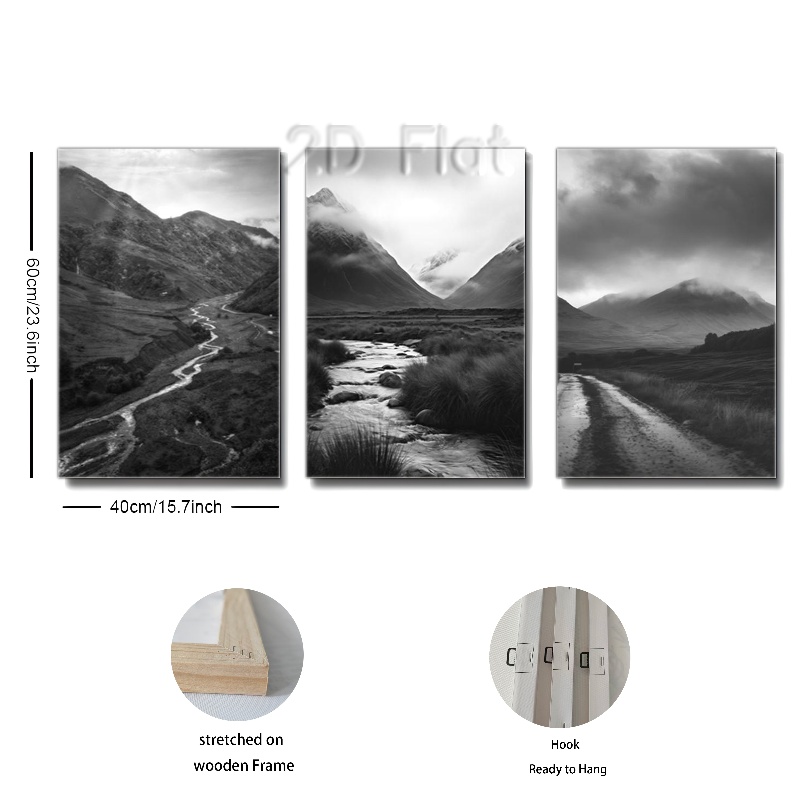 2D Flat
60cm/23.6inch
40cm/15.7inch
stretched on
wooden Frame
Hook
Ready to Hang